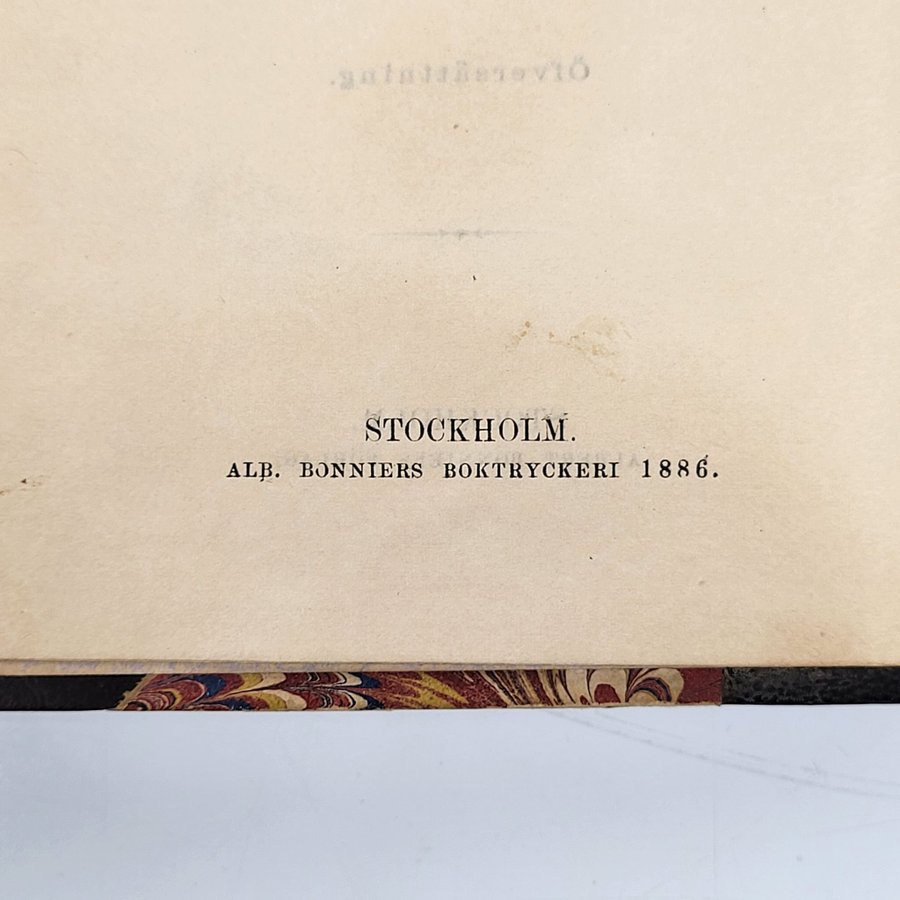 Öfversättning.
STOCKHOLM.
ALB. BONNIERS BOKTRYCKERI 1886.